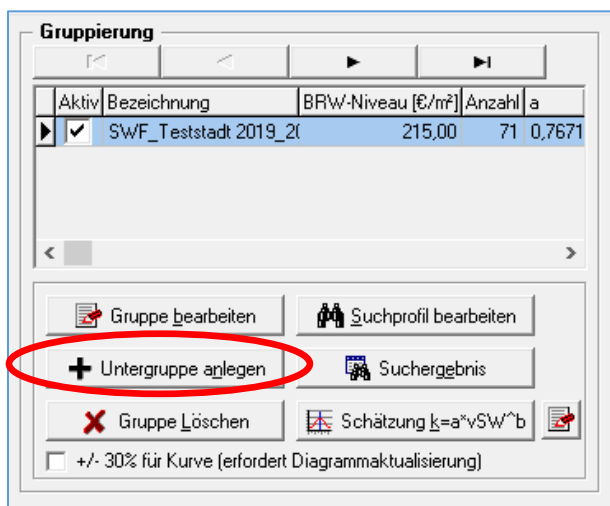 Gruppierung
Aktiv Bezeichnung BRW-Niveau [€/m²] Anzahl a
SWF_Teststadt 2019_2( 215,00 71 0,7671
Gruppe bearbeiten Suchprofil bearbeiten
Untergruppe anlegen Suchergebnis
Gruppe Löschen Schätzung k=a*vSW^b
+/- 30% für Kurve (erfordert Diagrammaktualisierung)